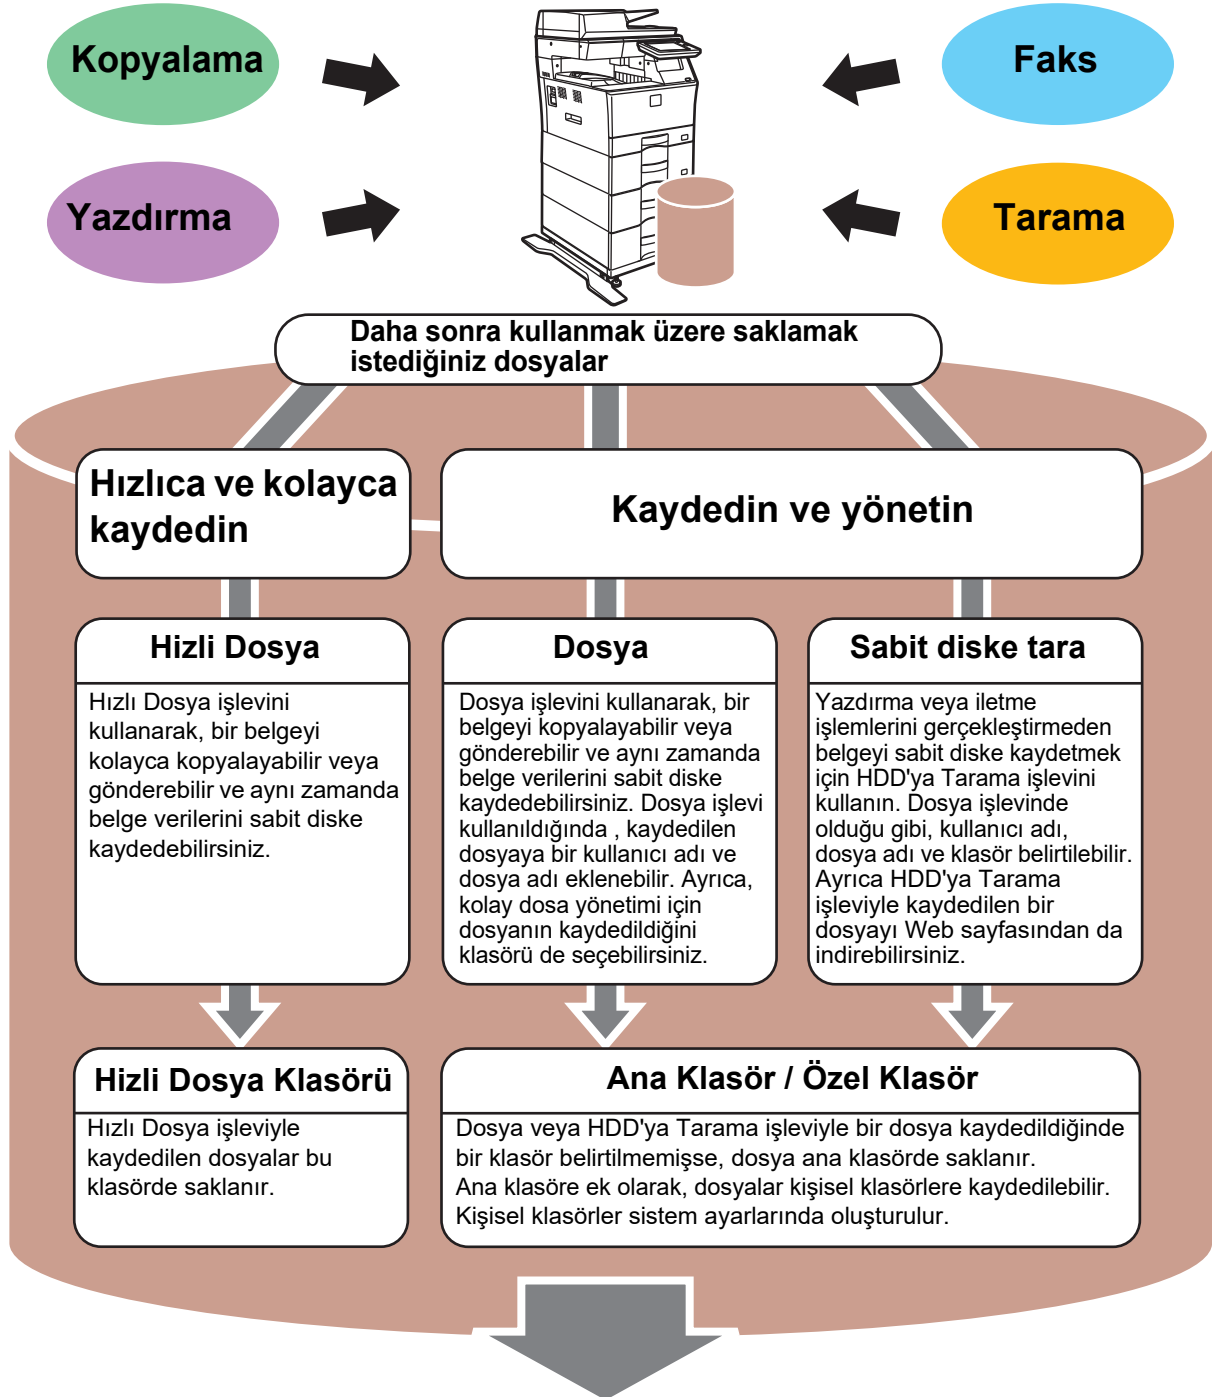 Kopyalama
Faks
Yazdırma
Tarama
Daha sonra kullanmak üzere saklamak
istediğiniz dosyalar
Hızlıca ve kolayca
kaydedin
Kaydedin ve yönetin
Hizli Dosya
Hızlı Dosya işlevini
kullanarak, bir belgeyi
kolayca kopyalayabilir veya
gönderebilir ve aynı zamanda
belge verilerini sabit diske
kaydedebilirsiniz.
Dosya
Dosya işlevini kullanarak, bir
belgeyi kopyalayabilir veya
gönderebilir ve aynı zamanda
belge verilerini sabit diske
kaydedebilirsiniz. Dosya işlevi
kullanıldığında , kaydedilen
dosyaya bir kullanıcı adı ve
dosya adı eklenebilir. Ayrıca,
kolay dosa yönetimi için
dosyanın kaydedildiğini
klasörü de seçebilirsiniz.
Sabit diske tara
Yazdırma veya iletme
işlemlerini gerçekleştirmeden
belgeyi sabit diske kaydetmek
için HDD'ya Tarama işlevini
kullanın. Dosya işlevinde
olduğu gibi, kullanıcı adı,
dosya adı ve klasör belirtilebilir.
Ayrıca HDD'ya Tarama
işleviyle kaydedilen bir
dosyayı Web sayfasından da
indirebilirsiniz.
Hizli Dosya Klasörü
Hızlı Dosya işleviyle
kaydedilen dosyalar bu
klasörde saklanır.
Ana Klasör / Özel Klasör
Dosya veya HDD'ya Tarama işleviyle bir dosya kaydedildiğinde
bir klasör belirtilmemişse, dosya ana klasörde saklanır.
Ana klasöre ek olarak, dosyalar kişisel klasörlere kaydedilebilir.
Kişisel klasörler sistem ayarlarında oluşturulur.